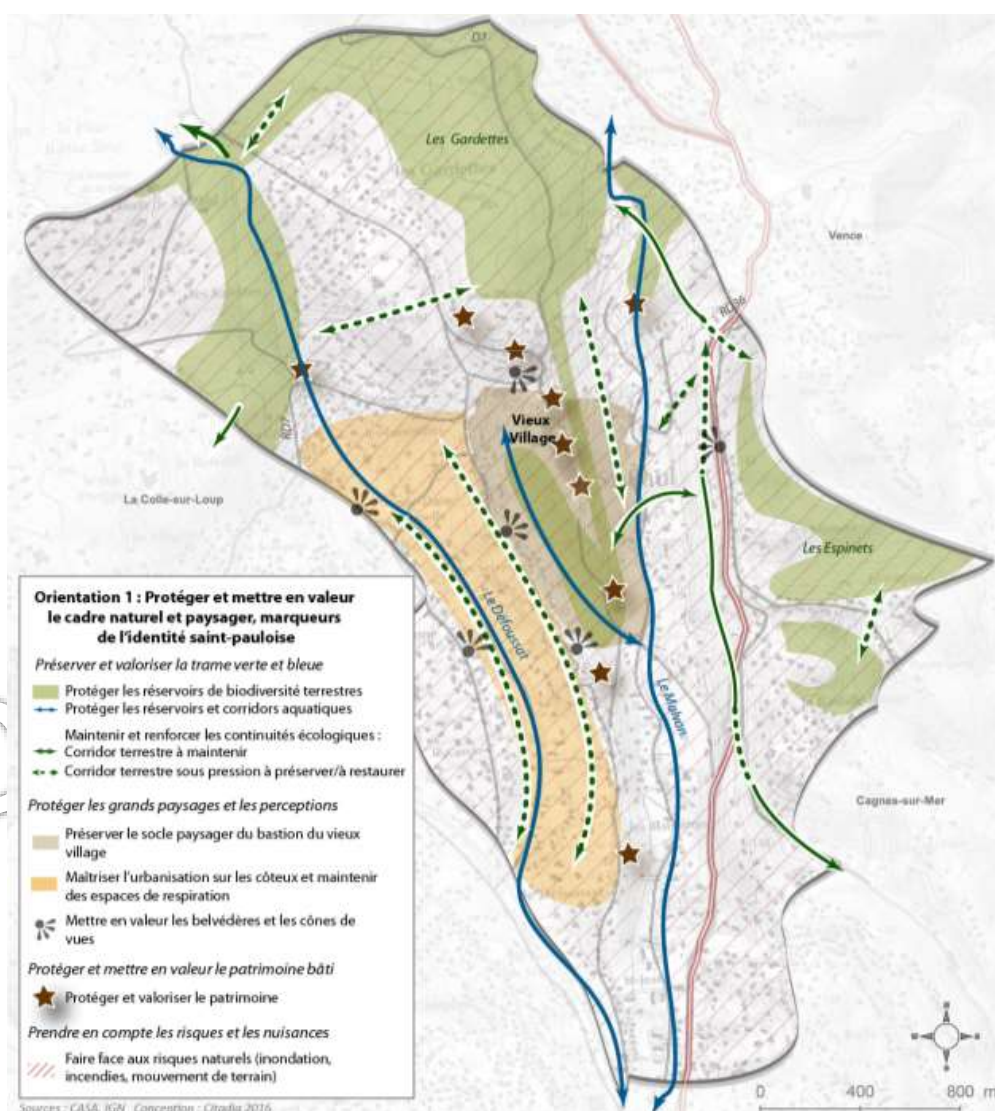 D7
Les Gardettes
Vence
RD36
Vieux
Village
RD7
La Colle-sur-Loup
Les Espinets
Le Défoussat
Le Malvan
Cagnes-sur-Mer
Orientation 1 : Protéger et mettre en valeur
le cadre naturel et paysager, marqueurs
de l'identité saint-pauloise
Préserver et valoriser la trame verte et bleue
Protéger les réservoirs de biodiversité terrestres
Protéger les réservoirs et corridors aquatiques
Maintenir et renforcer les continuités écologiques :
Corridor terrestre à maintenir
Corridor terrestre sous pression à préserver/à restaurer
Protéger les grands paysages et les perceptions
Préserver le socle paysager du bastion du vieux
village
Maîtriser l'urbanisation sur les côteux et maintenir
des espaces de respiration
Mettre en valeur les belvédères et les cônes de
vues
Protéger et mettre en valeur le patrimoine bâti
Protéger et valoriser le patrimoine
Prendre en compte les risques et les nuisances
Faire face aux risques naturels (inondation,
incendies, mouvement de terrain)
Sources : CASA, IGN Conception : Citadia 2016
N
W E
S
0 400 800 m